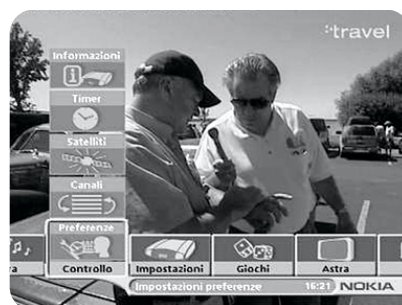 :travel
Informazioni
Timer
Satelliti
Canali
Preferenze
Controllo
Impostazioni
Giochi
Astra
Impostazioni preferenze
16:21 NOKIA